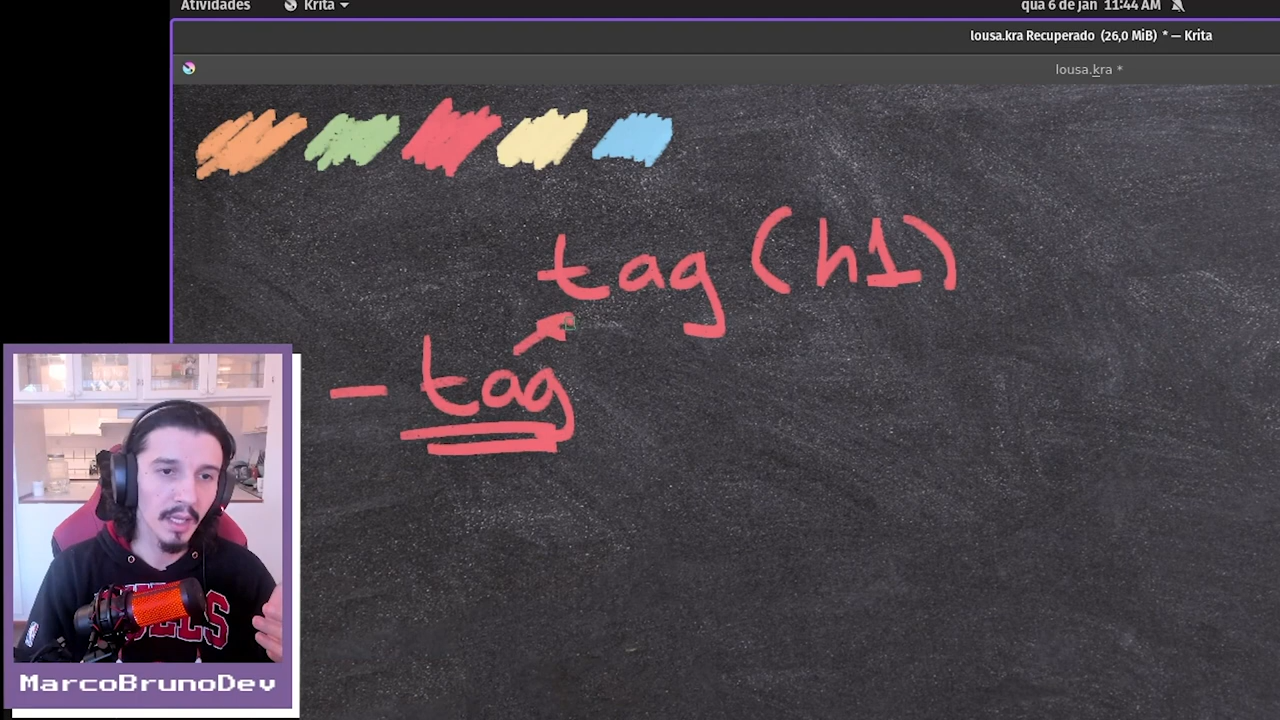 Atividades Krita qua 6 de jan 11:44 AM
lousa.kra Recuperado (26,0 MiB) * — Krita
lousa.kra *
tag (h1)
- tag
MarcoBrunoDev